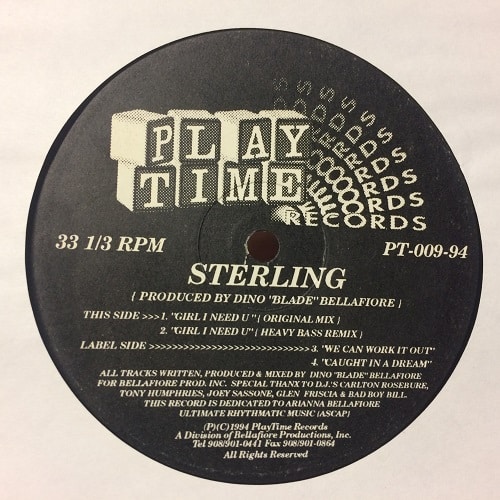 PLAY
TIME
RECORDS
33 1/3 RPM
PT-009-94
STERLING
{ PRODUCED BY DINO "BLADE" BELLAFIORE }
THIS SIDE >>> 1. "GIRL I NEED U " { ORIGINAL MIX }
2. "GIRL I NEED U" { HEAVY BASS REMIX }
LABEL SIDE >>>>>>>>>>>>>>>>>>>>>>>>>>>> 3. "WE CAN WORK IT OUT"
4. "CAUGHT IN A DREAM"
ALL TRACKS WRITTEN, PRODUCED & MIXED BY DINO "BLADE" BELLAFIORE
FOR BELLAFIORE PROD. INC. SPECIAL THANX TO D.J.'S CARLTON ROSEBURE,
TONY HUMPHRIES, JOEY SASSONE, GLEN FRISCIA & BAD BOY BILL.
THIS RECORD IS DEDICATED TO ARIANNA BELLAFIORE
ULTIMATE RHYTHMATIC MUSIC (ASCAP)
(P)(C)1994 PlayTime Records
A Division of Bellafiore Productions, Inc.
Tel 908/901-0441 Fax 908/901-0864
All Rights Reserved